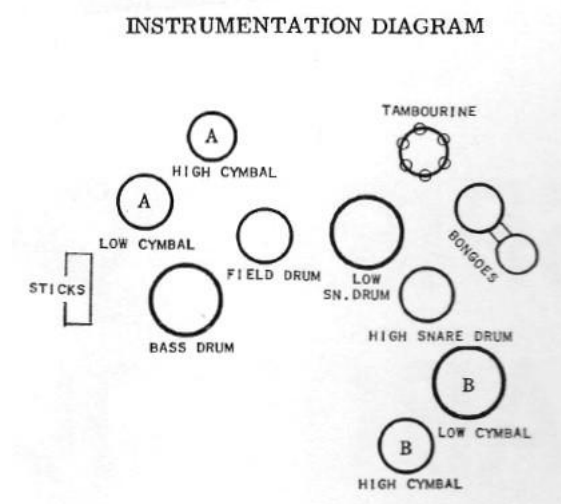 INSTRUMENTATION DIAGRAM
TAMBOURINE
A
HIGH CYMBAL
A
LOW CYMBAL
FIELD DRUM
LOW
SN.DRUM
BONGOES
STICKS
BASS DRUM
HIGH SNARE DRUM
B
LOW CYMBAL
B
HIGH CYMBAL